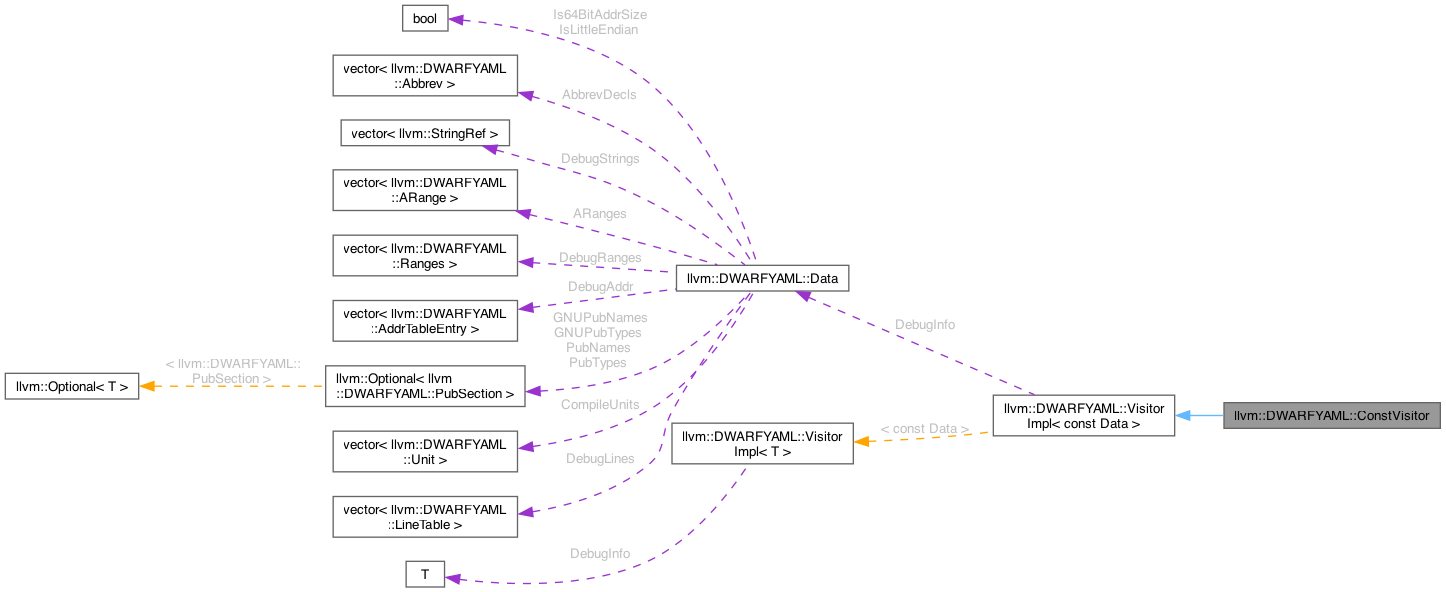 bool
Is64BitAddrSize
IsLittleEndian
vector< llvm::DWARFYAML
::Abbrev >
AbbrevDecls
vector< llvm::StringRef >
DebugStrings
vector< llvm::DWARFYAML
::ARange >
ARanges
vector< llvm::DWARFYAML
::Ranges >
DebugRanges
llvm::DWARFYAML::Data
vector< llvm::DWARFYAML
::AddrTableEntry >
DebugAddr
DebugInfo
GNUPubNames
GNUPubTypes
PubNames
PubTypes
llvm::Optional< T >
< llvm::DWARFYAML::
PubSection >
llvm::Optional< llvm
::DWARFYAML::PubSection >
CompileUnits
vector< llvm::DWARFYAML
::Unit >
DebugLines
llvm::DWARFYAML::Visitor
Impl< T >
< const Data >
llvm::DWARFYAML::Visitor
Impl< const Data >
llvm::DWARFYAML::ConstVisitor
vector< llvm::DWARFYAML
::LineTable >
DebugInfo
T